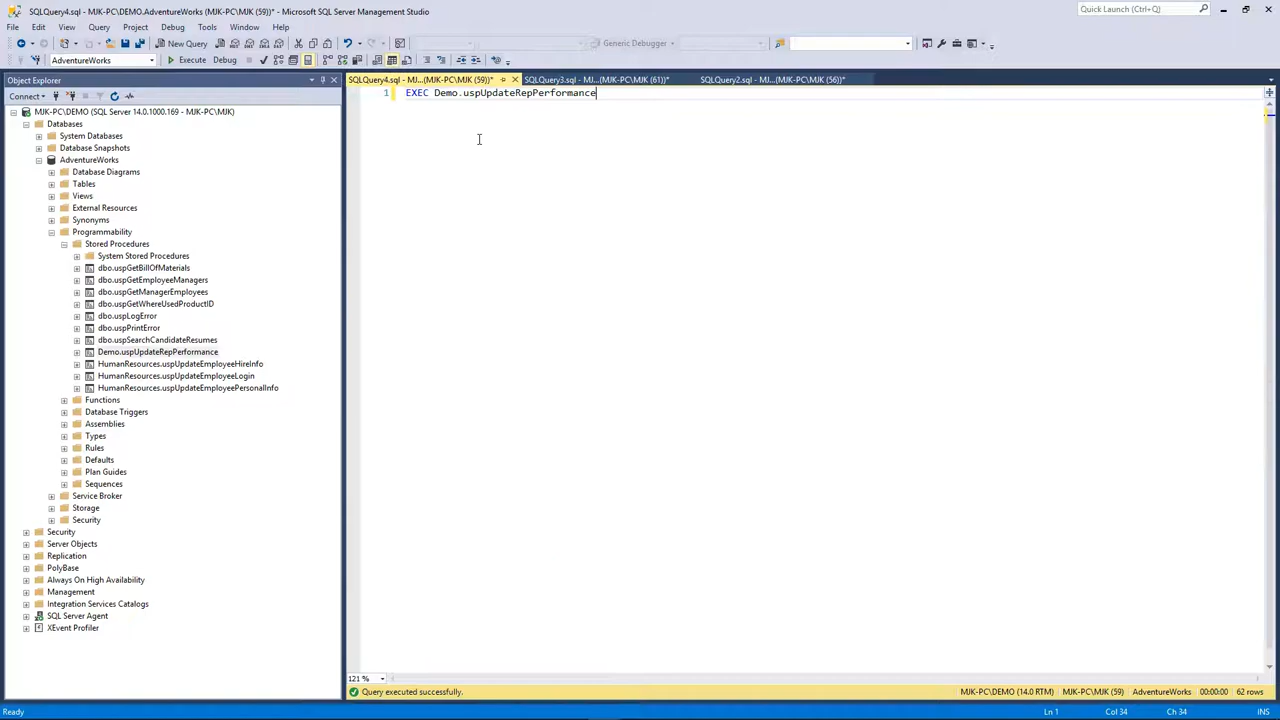 SQLQuery4.sql - MJK-PC\DEMO.AdventureWorks (MJK-PC\MJK (59))* - Microsoft SQL Server Management Studio
Quick Launch (Ctrl+Q)
File Edit View Project Debug Tools Window Help
New Query
Generic Debugger
AdventureWorks
Execute Debug
Object Explorer
SQLQuery4.sql - MJ...(MJK-PC\MJK (59))*
SQLQuery3.sql - MJ...(MJK-PC\MJK (61))*
SQLQuery2.sql - MJ...(MJK-PC\MJK (56))*
Connect
1 EXEC Demo.uspUpdateRepPerformance
MJK-PC\DEMO (SQL Server 14.0.1000.169 - MJK-PC\MJK)
Databases
System Databases
Database Snapshots
AdventureWorks
Database Diagrams
Tables
Views
External Resources
Synonyms
Programmability
Stored Procedures
System Stored Procedures
dbo.uspGetBillOfMaterials
dbo.uspGetEmployeeManagers
dbo.uspGetManagerEmployees
dbo.uspGetWhereUsedProductID
dbo.uspLogError
dbo.uspPrintError
dbo.uspSearchCandidateResumes
Demo.uspUpdateRepPerformance
HumanResources.uspUpdateEmployeeHireInfo
HumanResources.uspUpdateEmployeeLogin
HumanResources.uspUpdateEmployeePersonalInfo
Functions
Database Triggers
Assemblies
Types
Rules
Defaults
Plan Guides
Sequences
Service Broker
Storage
Security
Security
Server Objects
Replication
PolyBase
Always On High Availability
Management
Integration Services Catalogs
SQL Server Agent
XEvent Profiler
121 %
Query executed successfully.
MJK-PC\DEMO (14.0 RTM) MJK-PC\MJK (59) AdventureWorks 00:00:00 62 rows
Ready Ln 1 Col 34 Ch 34 INS